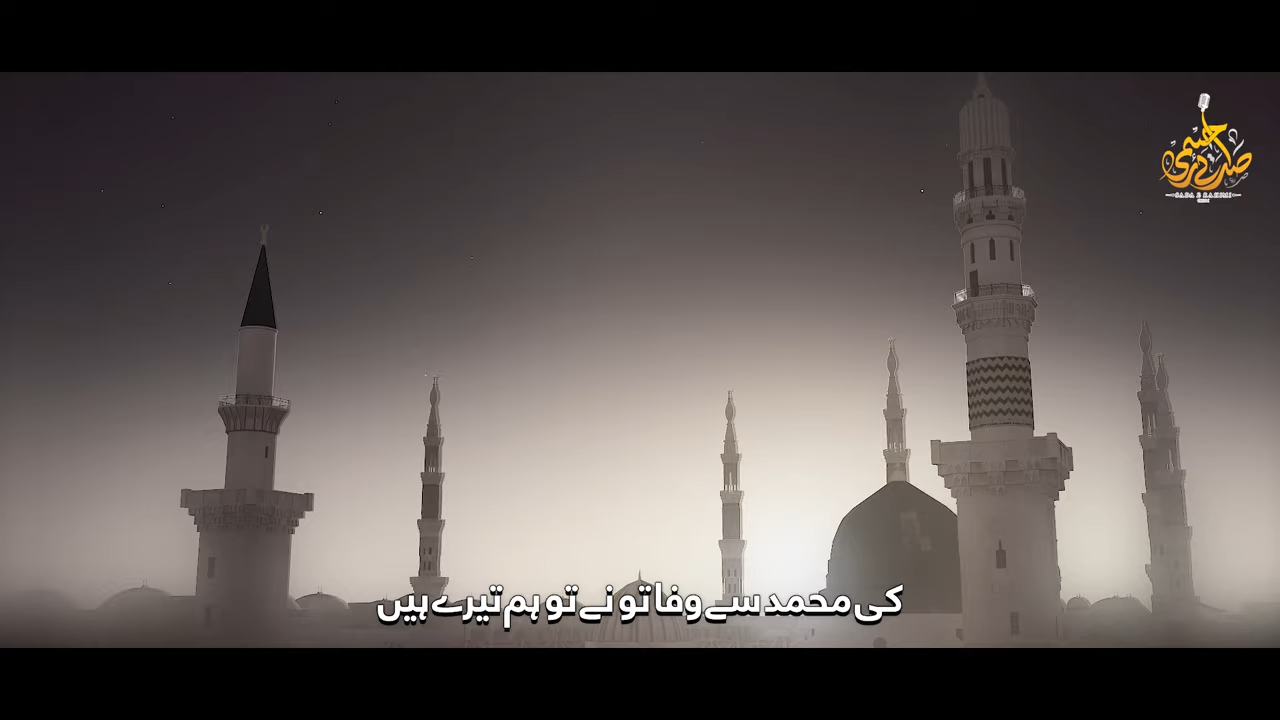 کی محمد سے وفا تو نے تو ہم تیرے ہیں